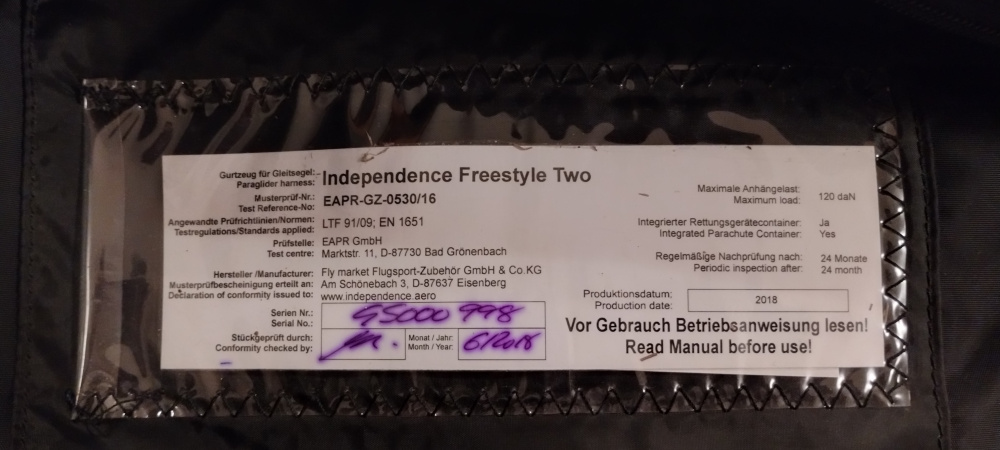 Gurtzeug für Gleitsegel:
Paraglider harness:
Independence Freestyle Two
Musterprüf-Nr.:
Test Reference-No:
EAPR-GZ-0530/16
Angewandte Prüfrichtlinien/Normen:
Testregulations/Standards applied:
LTF 91/09; EN 1651
Prüfstelle:
Test centre:
EAPR GmbH
Marktstr. 11, D-87730 Bad Grönenbach
Hersteller /Manufacturer:
Musterprüfbescheinigung erteilt an:
Declaration of conformity issued to:
Fly market Flugsport-Zubehör GmbH & Co.KG
Am Schönebach 3, D-87637 Eisenberg
www.independence.aero
Serien Nr.:
Serial No.:
Stückgeprüft durch:
Conformity checked by:
Monat / Jahr:
Month / Year:
6/2018
Maximale Anhängelast:
Maximum load:
120 daN
Integrierter Rettungsgerätecontainer:
Integrated Parachute Container:
Ja
Yes
Regelmäßige Nachprüfung nach:
Periodic inspection after:
24 Monate
24 month
Produktionsdatum:
Production date:
2018
Vor Gebrauch Betriebsanweisung lesen!
Read Manual before use!